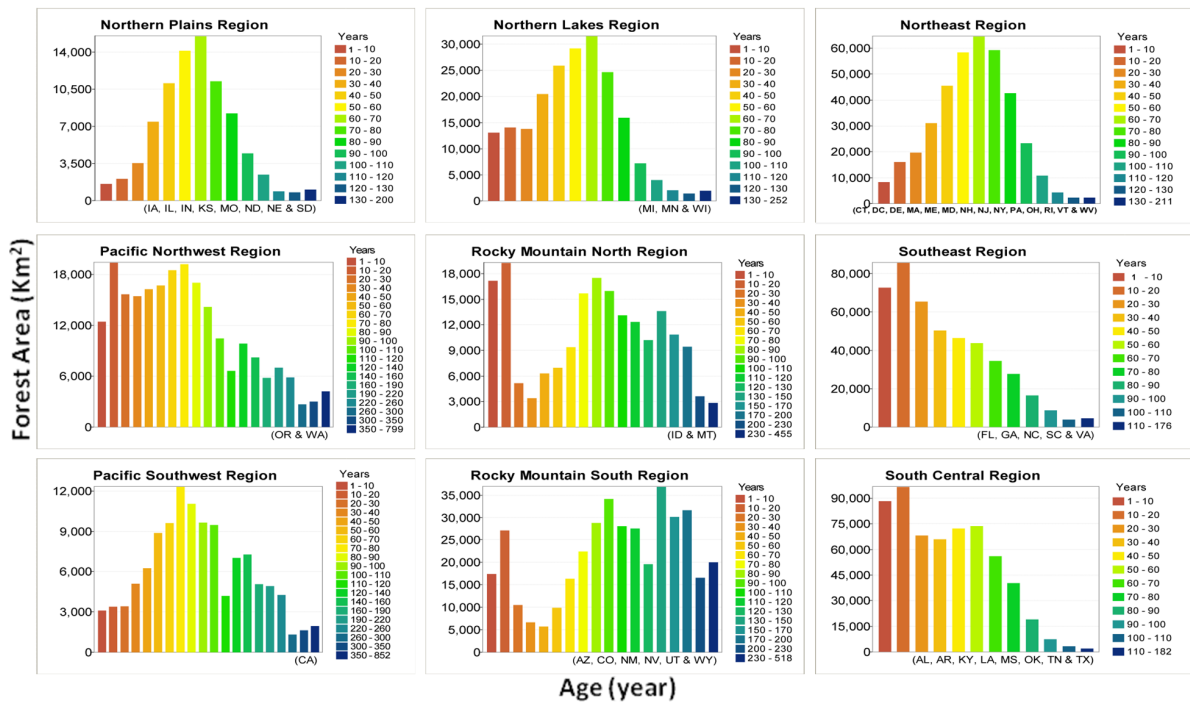 Forest Area (Km²)
Northern Plains Region
14,000
10,500
7,000
3,500
0
(IA, IL, IN, KS, MO, ND, NE & SD)
Years
1 - 10
10 - 20
20 - 30
30 - 40
40 - 50
50 - 60
60 - 70
70 - 80
80 - 90
90 - 100
100 - 110
110 - 120
120 - 130
130 - 200
Northern Lakes Region
30,000
25,000
20,000
15,000
10,000
5,000
0
(MI, MN & WI)
Years
1 - 10
10 - 20
20 - 30
30 - 40
40 - 50
50 - 60
60 - 70
70 - 80
80 - 90
90 - 100
100 - 110
110 - 120
120 - 130
130 - 252
Northeast Region
60,000
50,000
40,000
30,000
20,000
10,000
0
(CT, DC, DE, MA, ME, MD, NH, NJ, NY, PA, OH, RI, VT & WV)
Years
1 - 10
10 - 20
20 - 30
30 - 40
40 - 50
50 - 60
60 - 70
70 - 80
80 - 90
90 - 100
100 - 110
110 - 120
120 - 130
130 - 211
Pacific Northwest Region
18,000
12,000
6,000
0
(OR & WA)
Years
1 - 10
10 - 20
20 - 30
30 - 40
40 - 50
50 - 60
60 - 70
70 - 80
80 - 90
90 - 100
100 - 110
110 - 120
120 - 140
140 - 160
160 - 190
190 - 220
220 - 260
260 - 300
300 - 350
350 - 799
Rocky Mountain North Region
18,000
15,000
12,000
9,000
6,000
3,000
0
(ID & MT)
Years
1 - 10
10 - 20
20 - 30
30 - 40
40 - 50
50 - 60
60 - 70
70 - 80
80 - 90
90 - 100
100 - 110
110 - 120
120 - 130
130 - 150
150 - 170
170 - 200
200 - 230
230 - 455
Southeast Region
80,000
60,000
40,000
20,000
0
(FL, GA, NC, SC & VA)
Years
1 - 10
10 - 20
20 - 30
30 - 40
40 - 50
50 - 60
60 - 70
70 - 80
80 - 90
90 - 100
100 - 110
110 - 176
Pacific Southwest Region
12,000
9,000
6,000
3,000
0
(CA)
Years
1 - 10
10 - 20
20 - 30
30 - 40
40 - 50
50 - 60
60 - 70
70 - 80
80 - 90
90 - 100
100 - 110
110 - 120
120 - 140
140 - 160
160 - 190
190 - 220
220 - 260
260 - 300
300 - 350
350 - 852
Rocky Mountain South Region
35,000
30,000
25,000
20,000
15,000
10,000
5,000
0
(AZ, CO, NM, NV, UT & WY)
Years
1 - 10
10 - 20
20 - 30
30 - 40
40 - 50
50 - 60
60 - 70
70 - 80
80 - 90
90 - 100
100 - 110
110 - 120
120 - 130
130 - 150
150 - 170
170 - 200
200 - 230
230 - 518
South Central Region
90,000
75,000
60,000
45,000
30,000
15,000
0
(AL, AR, KY, LA, MS, OK, TN & TX)
Years
1 - 10
10 - 20
20 - 30
30 - 40
40 - 50
50 - 60
60 - 70
70 - 80
80 - 90
90 - 100
100 - 110
110 - 182
Age (year)